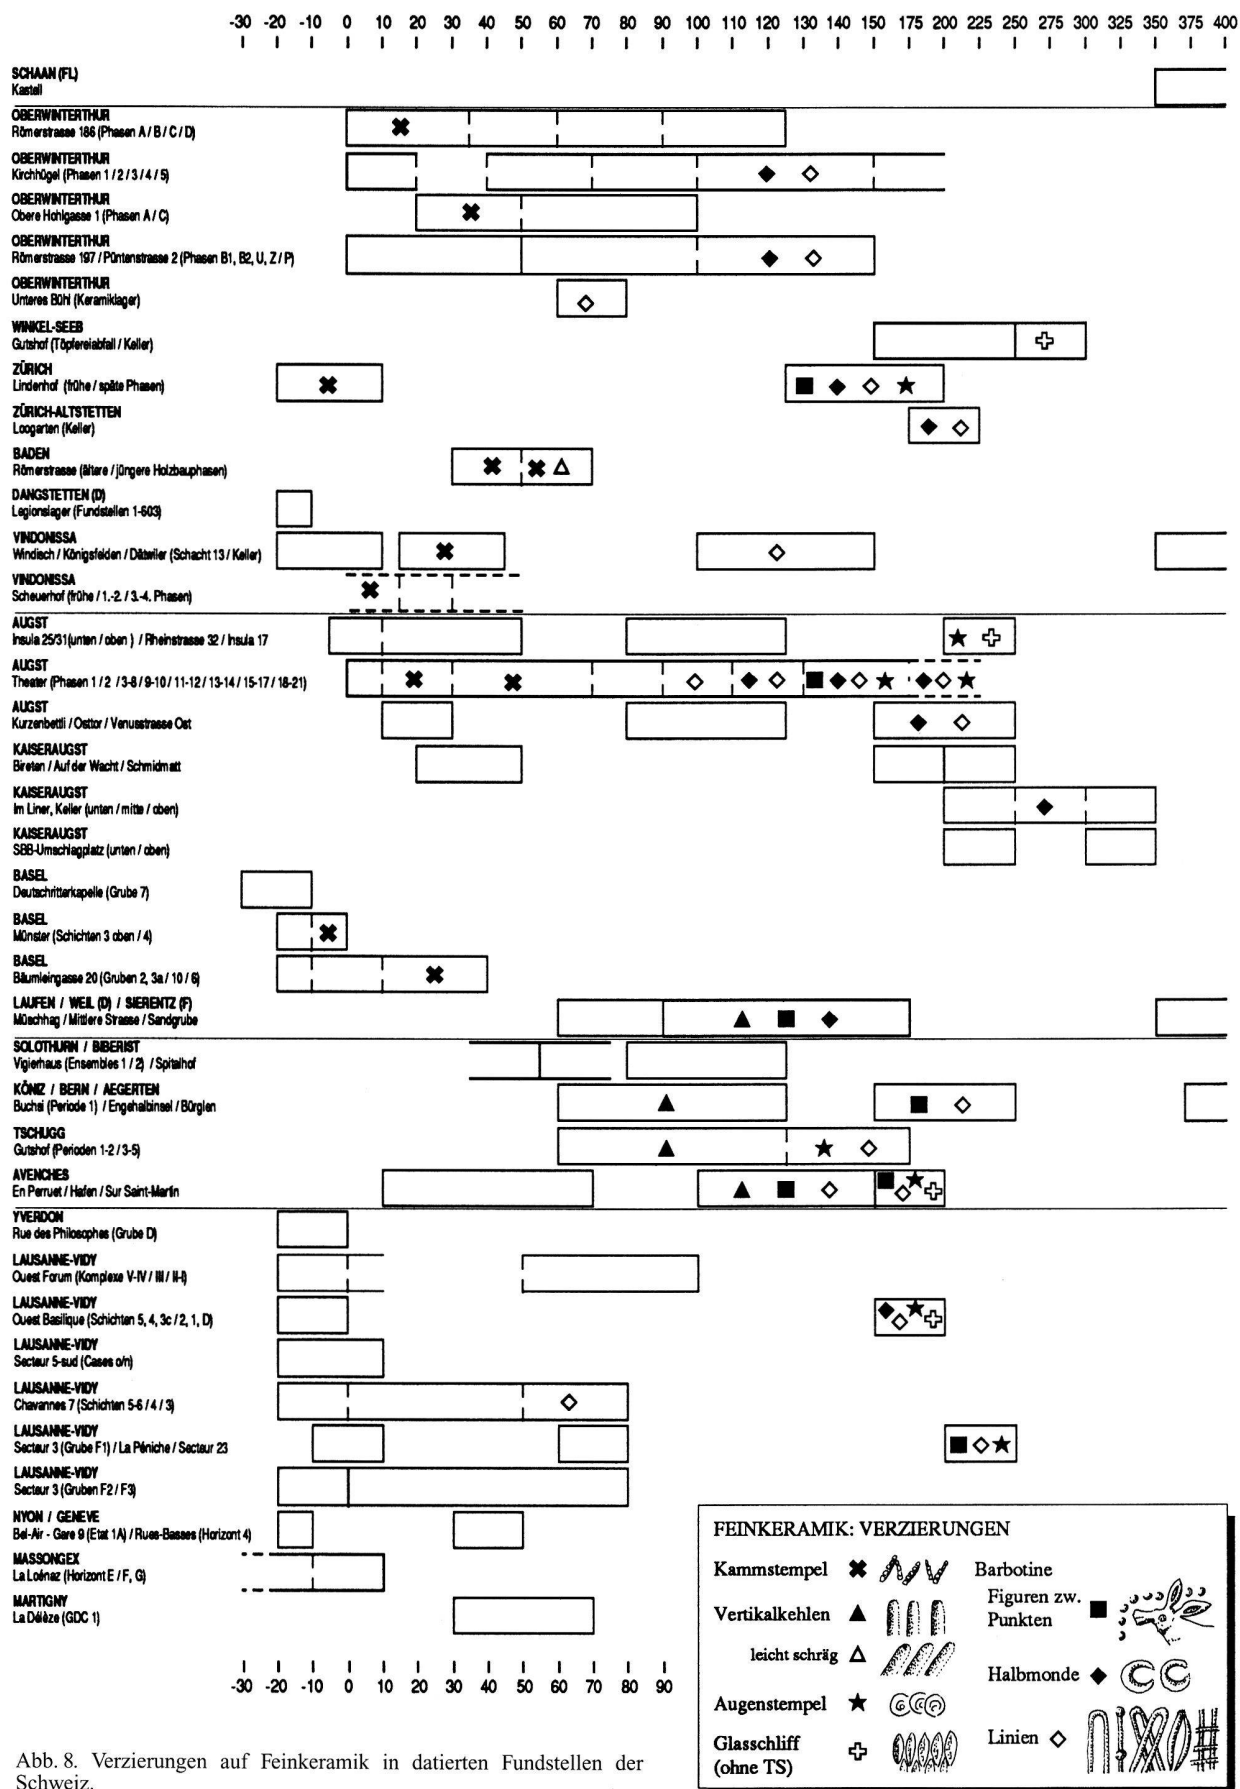 -30 -20 -10 0 10 20 30 40 50 60 70 80 90 100 110 120 130 140 150 175 200 225 250 275 300 325 350 375 400
SCHAAN (FL)
Kastell
OBERWINTERTHUR
Römerstrasse 186 (Phasen A / B / C / D)
OBERWINTERTHUR
Kirchhügel (Phasen 1 / 2 / 3 / 4 / 5)
OBERWINTERTHUR
Obere Hohlgasse 1 (Phasen A / C)
OBERWINTERTHUR
Römerstrasse 197 / Püntenstrasse 2 (Phasen B1, B2, U, Z / P)
OBERWINTERTHUR
Unteres Bühl (Keramiklager)
WINKEL-SEEB
Gutshof (Töpfereiabfall / Keller)
ZÜRICH
Lindenhof (frühe / späte Phasen)
ZÜRICH-ALTSTETTEN
Loogarten (Keller)
BADEN
Römerstrasse (ältere / jüngere Holzbauphasen)
DANGSTETTEN (D)
Legionslager (Fundstellen 1-603)
VINDONISSA
Windisch / Königsfelden / Dätwiler (Schacht 13 / Keller)
VINDONISSA
Scheuerhof (frühe / 1.-2. / 3.-4. Phasen)
AUGST
Insula 25/31(unten / oben ) / Rheinstrasse 32 / Insula 17
AUGST
Theater (Phasen 1 / 2 / 3-8 / 9-10 / 11-12 / 13-14 / 15-17 / 18-21)
AUGST
Kurzenbettli / Osttor / Venusstrasse Ost
KAISERAUGST
Bireten / Auf der Wacht / Schmidmatt
KAISERAUGST
Im Liner, Keller (unten / mitte / oben)
KAISERAUGST
SBB-Umschlagplatz (unten / oben)
BASEL
Deutschritterkapelle (Grube 7)
BASEL
Münster (Schichten 3 oben / 4)
BASEL
Bäumleingasse 20 (Gruben 2, 3a / 10 / 6)
LAUFEN / WEIL (D) / SIERENTZ (F)
Müschhag / Mittlere Strasse / Sandgrube
SOLOTHURN / BIBERIST
Vigierhaus (Ensembles 1 / 2) / Spitalhof
KÖNIZ / BERN / AEGERTEN
Buchsi (Periode 1) / Engehalbinsel / Bürglen
TSCHUGG
Gutshof (Perioden 1-2 / 3-5)
AVENCHES
En Perruet / Hafen / Sur Saint-Martin
YVERDON
Rue des Philosophes (Grube D)
LAUSANNE-VIDY
Ouest Forum (Komplexe V-IV / III / II-I)
LAUSANNE-VIDY
Ouest Basilique (Schichten 5, 4, 3c / 2, 1, D)
LAUSANNE-VIDY
Secteur 5-sud (Cases o/n)
LAUSANNE-VIDY
Chavannes 7 (Schichten 5-6 / 4 / 3)
LAUSANNE-VIDY
Secteur 3 (Grube F1) / La Péniche / Secteur 23
LAUSANNE-VIDY
Secteur 3 (Gruben F2 / F3)
NYON / GENEVE
Bel-Air - Gare 9 (Etat 1A) / Rues-Basses (Horizont 4)
MASSONGEX
La Loénaz (Horizont E / F, G)
MARTIGNY
La Délèze (GDC 1)
-30 -20 -10 0 10 20 30 40 50 60 70 80 90
FEINKERAMIK: VERZIERUNGEN
Kammstempel
Vertikalkehlen
leicht schräg
Augenstempel
Glasschliff
(ohne TS)
Barbotine
Figuren zw.
Punkten
Halbmonde
Linien
Abb. 8. Verzierungen auf Feinkeramik in datierten Fundstellen der
Schweiz.